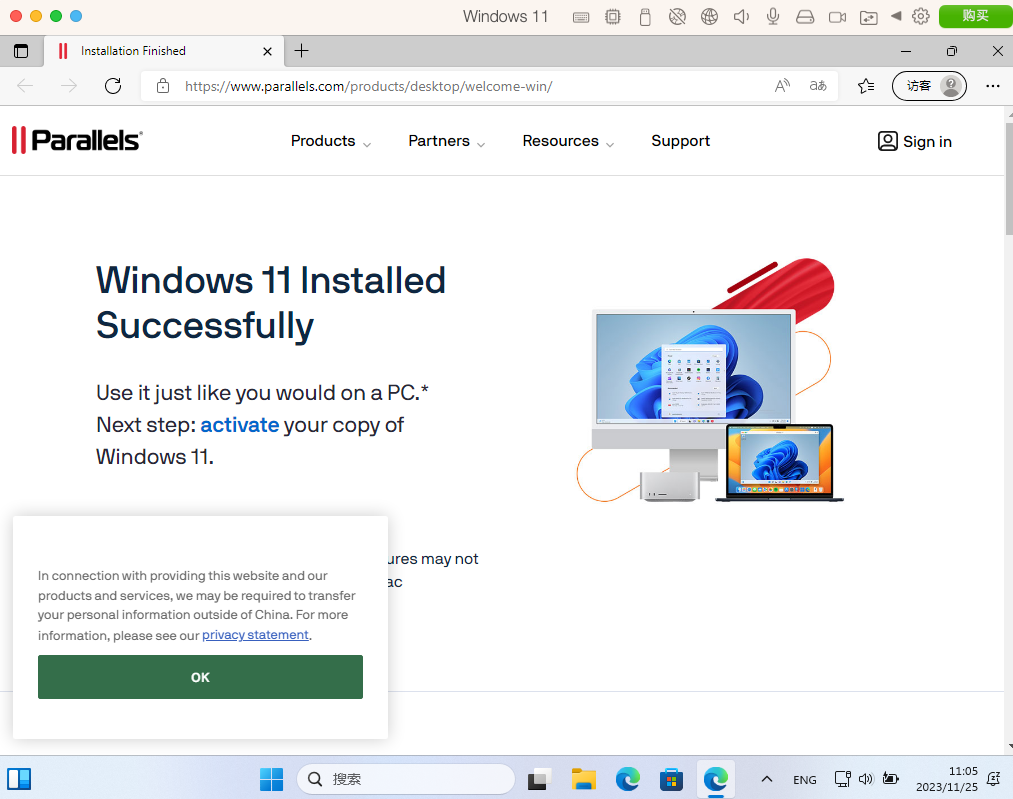 Windows 11
购买
Installation Finished
https://www.parallels.com/products/desktop/welcome-win/
访客
Parallels
Products
Partners
Resources
Support
Sign in
Windows 11 Installed
Successfully
Use it just like you would on a PC.*
Next step: activate your copy of
Windows 11.
may not
In connection with providing this website and our
products and services, we may be required to transfer
your personal information outside of China. For more
information, please see our privacy statement.
OK
搜索
ENG
11:05
2023/11/25